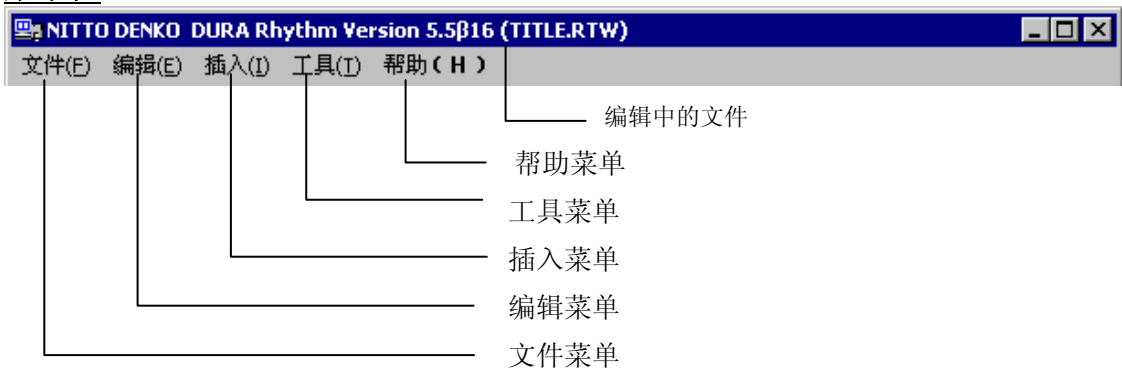 NITTO DENKO DURA Rhythm Version 5.5β16 (TITLE.RTW)
文件(F) 编辑(E) 插入(I) 工具(T) 帮助(H)
编辑中的文件
帮助菜单
工具菜单
插入菜单
编辑菜单
文件菜单